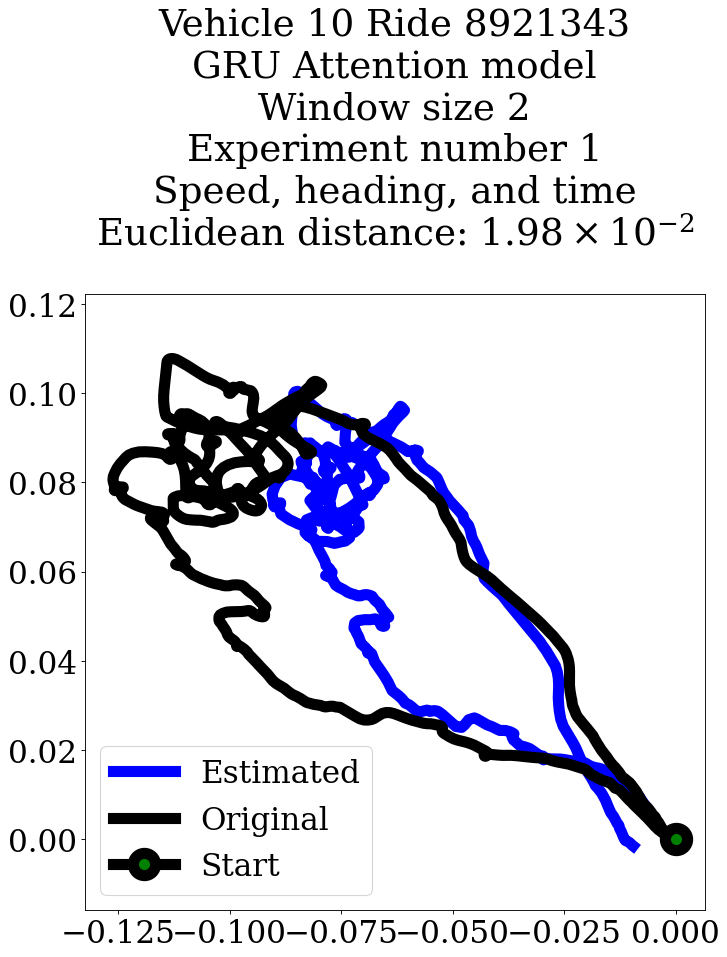 Vehicle 10 Ride 8921343
GRU Attention model
Window size 2
Experiment number 1
Speed, heading, and time
Euclidean distance: 1.98 × 10⁻²
0.12
0.10
0.08
0.06
0.04
0.02
0.00
Estimated
Original
Start
−0.125 −0.100 −0.075 −0.050 −0.025 0.000